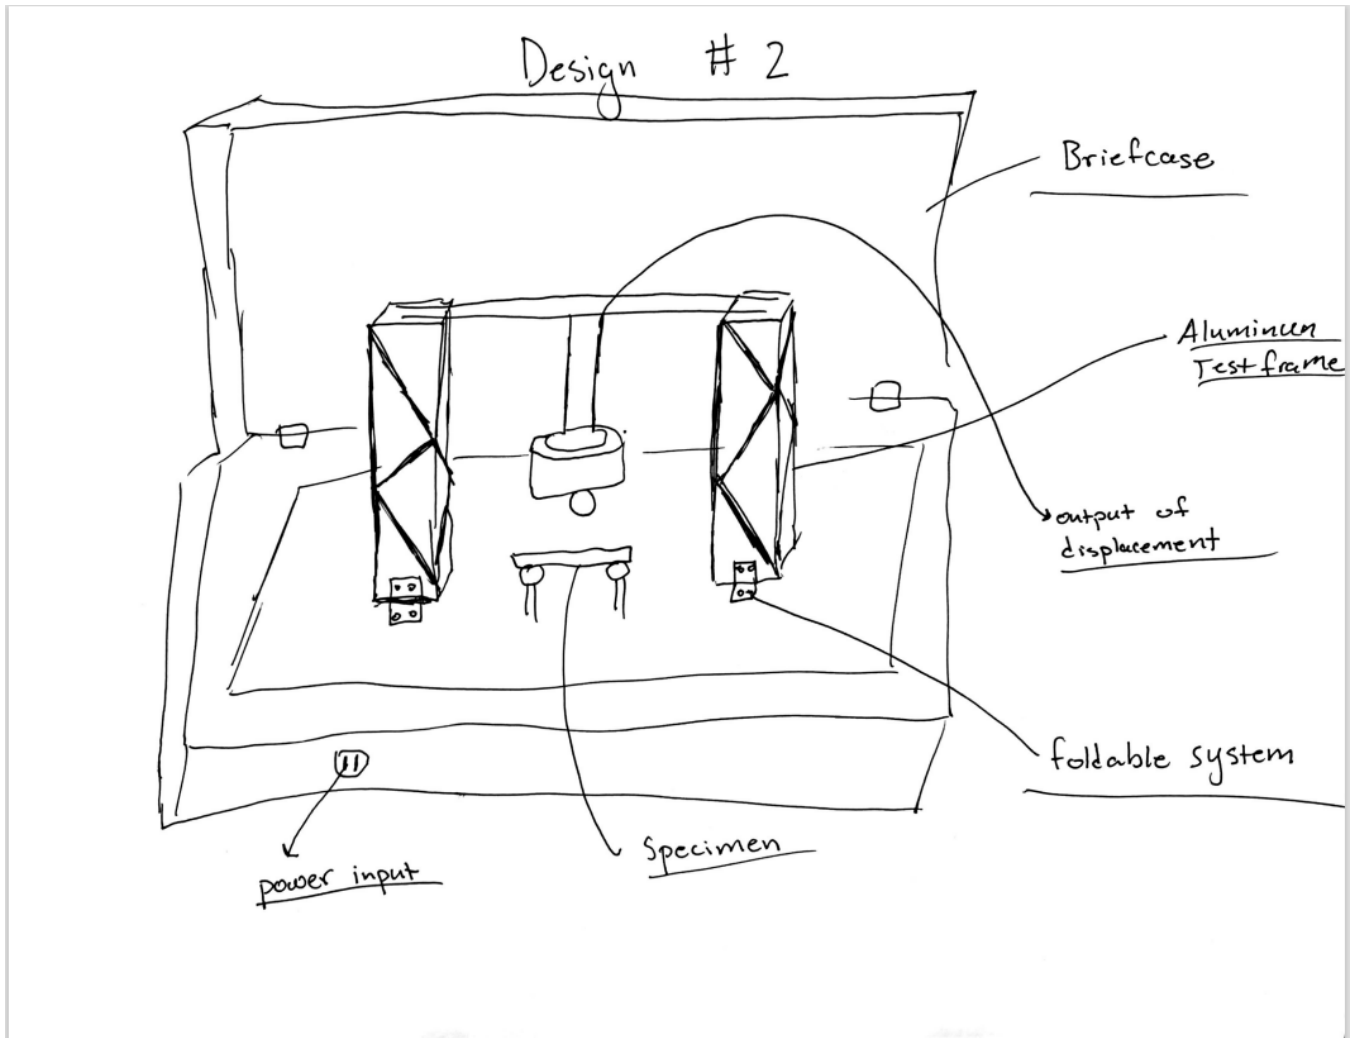 Design # 2
Briefcase
Aluminum
Test frame
output of
displacement
foldable system
Specimen
power input